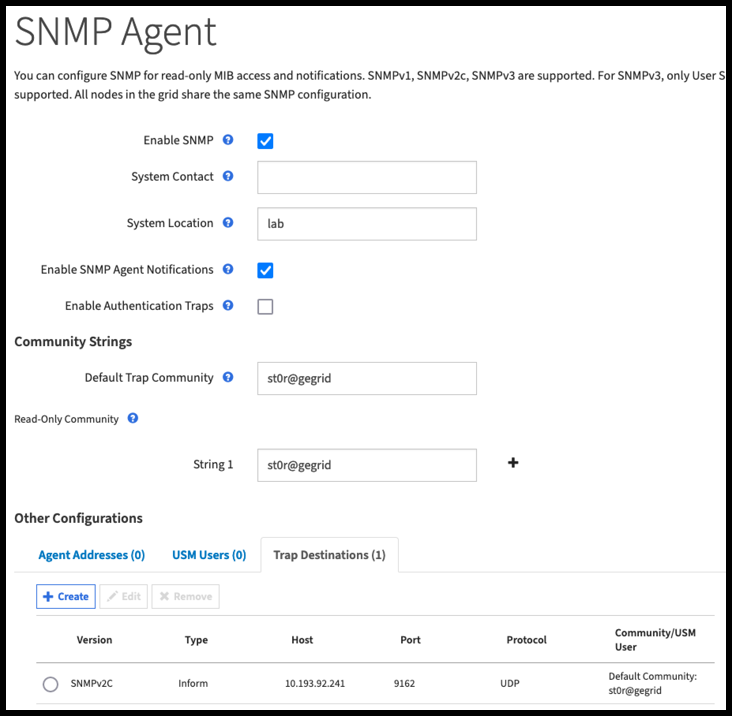 SNMP Agent
You can configure SNMP for read-only MIB access and notifications. SNMPv1, SNMPv2c, SNMPv3 are supported. For SNMPv3, only User S
supported. All nodes in the grid share the same SNMP configuration.
Enable SNMP
System Contact
System Location lab
Enable SNMP Agent Notifications
Enable Authentication Traps
Community Strings
Default Trap Community st0r@gegrid
Read-Only Community
String 1 st0r@gegrid
Other Configurations
Agent Addresses (0) USM Users (0) Trap Destinations (1)
Create Edit Remove
Version Type Host Port Protocol Community/USM
User
SNMPv2C Inform 10.193.92.241 9162 UDP Default Community:
st0r@gegrid